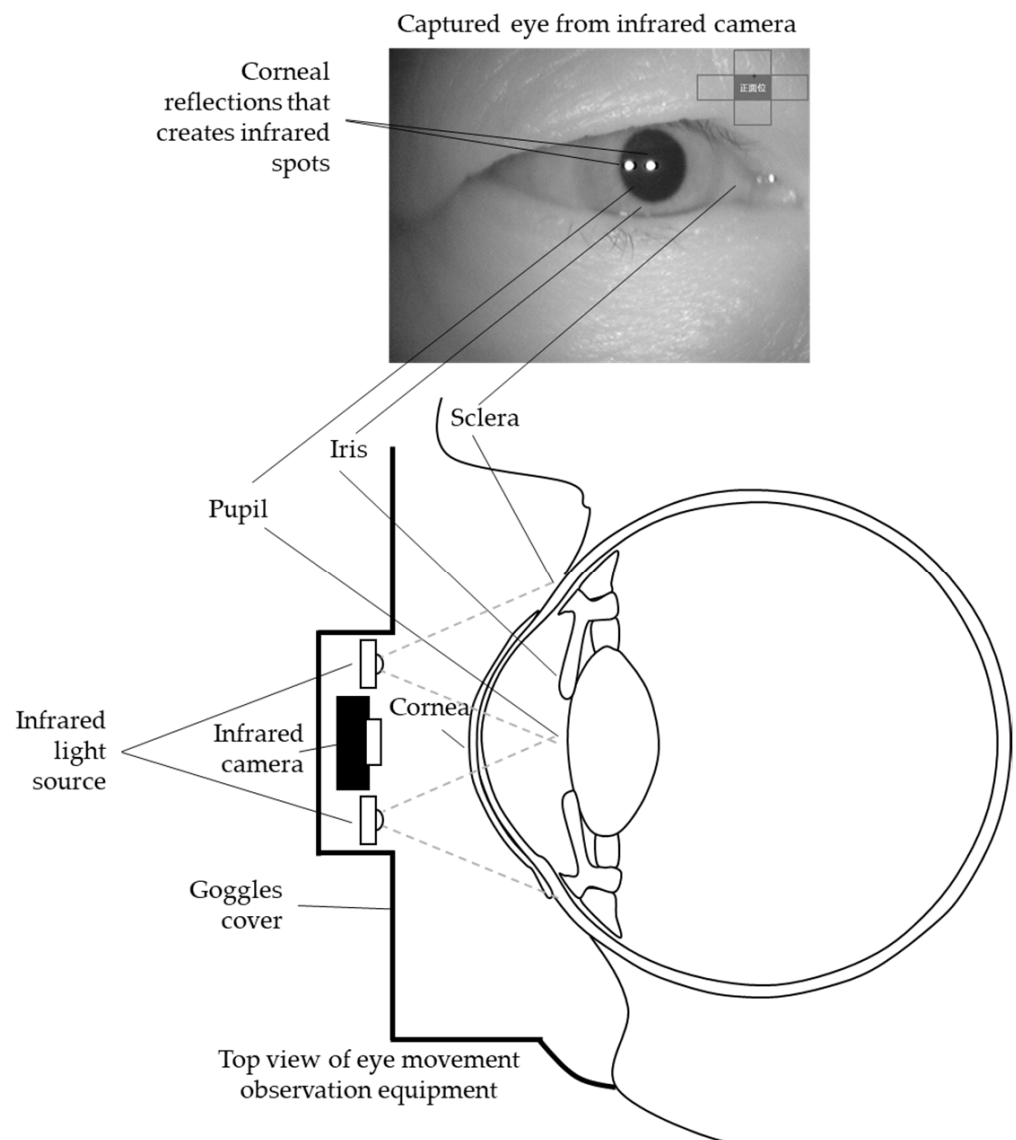 Captured eye from infrared camera
Corneal
reflections that
creates infrared
spots
正面位
Sclera
Iris
Pupil
Cornea
Infrared
light
source
Infrared
camera
Goggles
cover
Top view of eye movement
observation equipment